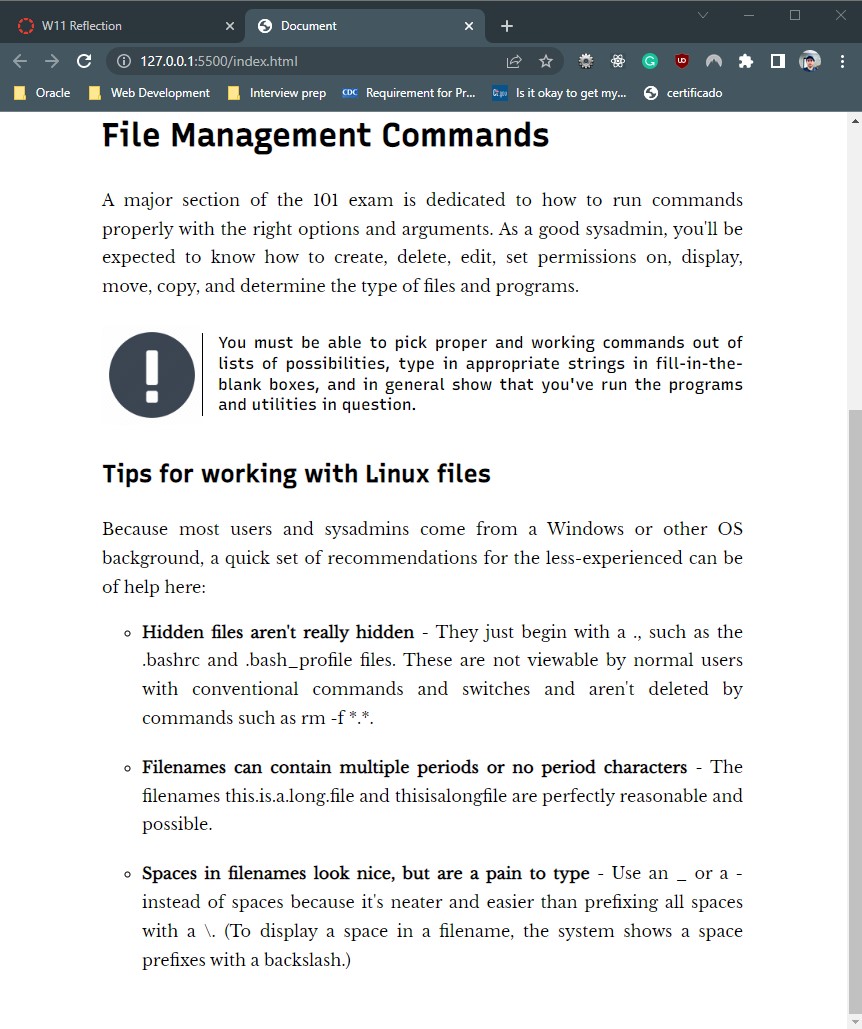 W11 Reflection
Document
127.0.0.1:5500/index.html
Oracle
Web Development
Interview prep
CDC Requirement for Pr...
Is it okay to get my...
certificado
File Management Commands
A major section of the 101 exam is dedicated to how to run commands
properly with the right options and arguments. As a good sysadmin, you'll be
expected to know how to create, delete, edit, set permissions on, display,
move, copy, and determine the type of files and programs.
You must be able to pick proper and working commands out of
lists of possibilities, type in appropriate strings in fill-in-the-
blank boxes, and in general show that you've run the programs
and utilities in question.
Tips for working with Linux files
Because most users and sysadmins come from a Windows or other OS
background, a quick set of recommendations for the less-experienced can be
of help here:
Hidden files aren't really hidden - They just begin with a ., such as the
.bashrc and .bash_profile files. These are not viewable by normal users
with conventional commands and switches and aren't deleted by
commands such as rm -f *.*.
Filenames can contain multiple periods or no period characters - The
filenames this.is.a.long.file and thisisalongfile are perfectly reasonable and
possible.
Spaces in filenames look nice, but are a pain to type - Use an _ or a -
instead of spaces because it's neater and easier than prefixing all spaces
with a \. (To display a space in a filename, the system shows a space
prefixes with a backslash.)